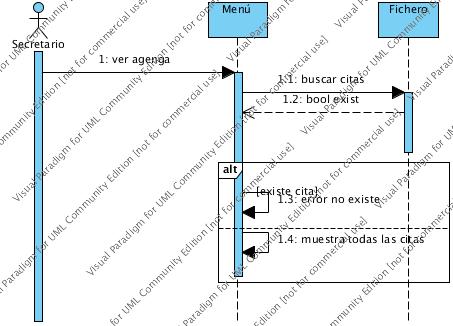 Menú
Fichero
Secretario
1: ver agenga
1.1: buscar citas
1.2: bool exist
alt
[existe cita]
1.3: error no existe
1.4: muestra todas las citas
Visual Paradigm for UML Community Edition [not for commercial use]